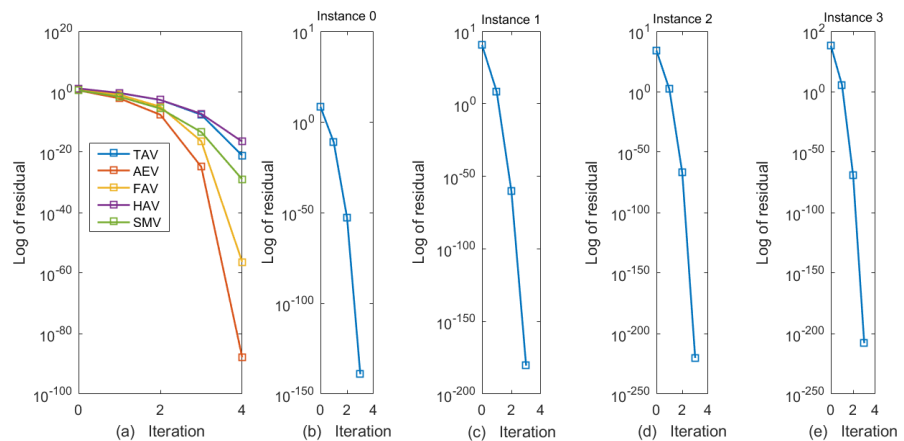 10^20
10^0
10^-20
10^-40
10^-60
10^-80
10^-100
Log of residual
TAV
AEV
FAV
HAV
SMV
0 2 4
(a) Iteration
Instance 0
10^2
10^0
10^-50
10^-100
10^-150
Log of residual
0 2 4
(b) Iteration
Instance 1
10^1
10^0
10^-50
10^-100
10^-150
10^-200
Log of residual
0 2 4
(c) Iteration
Instance 2
10^1
10^0
10^-50
10^-100
10^-150
10^-200
10^-250
Log of residual
0 2 4
(d) Iteration
Instance 3
10^2
10^0
10^-50
10^-100
10^-150
10^-200
10^-250
Log of residual
0 2 4
(e) Iteration